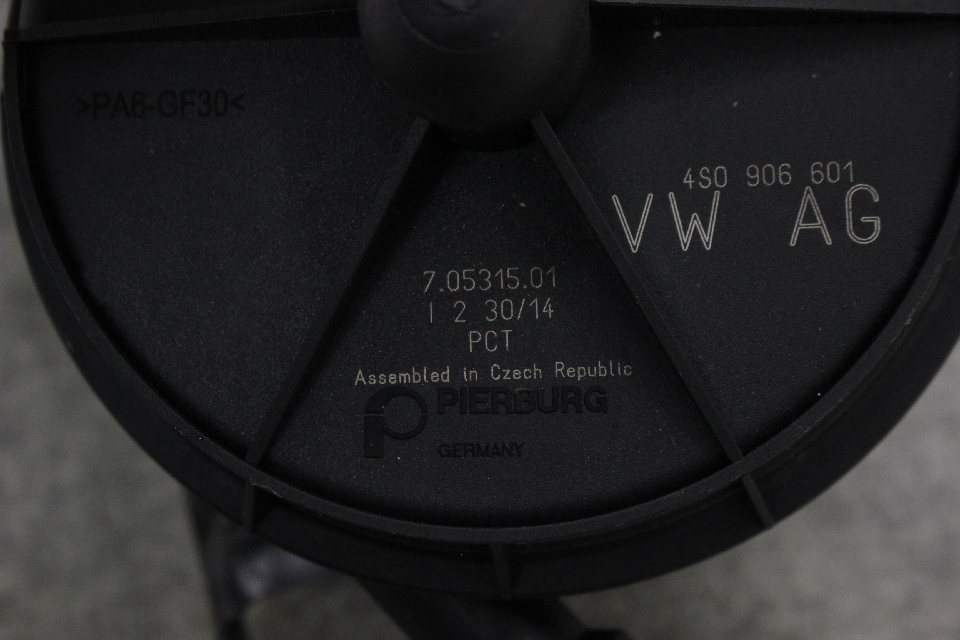 >PA6-GF30<
4S0 906 601
VW AG
7.05315.01
I 2 30/14
PCT
Assembled in Czech Republic
PIERBURG
GERMANY